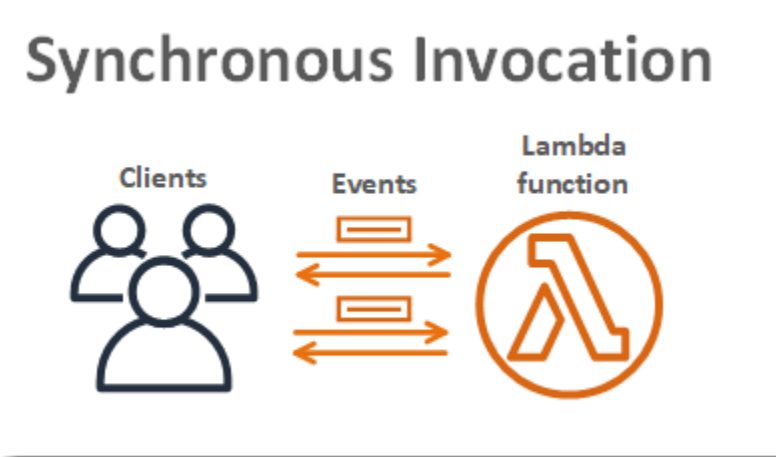 Synchronous Invocation
Clients
Events
Lambda
function